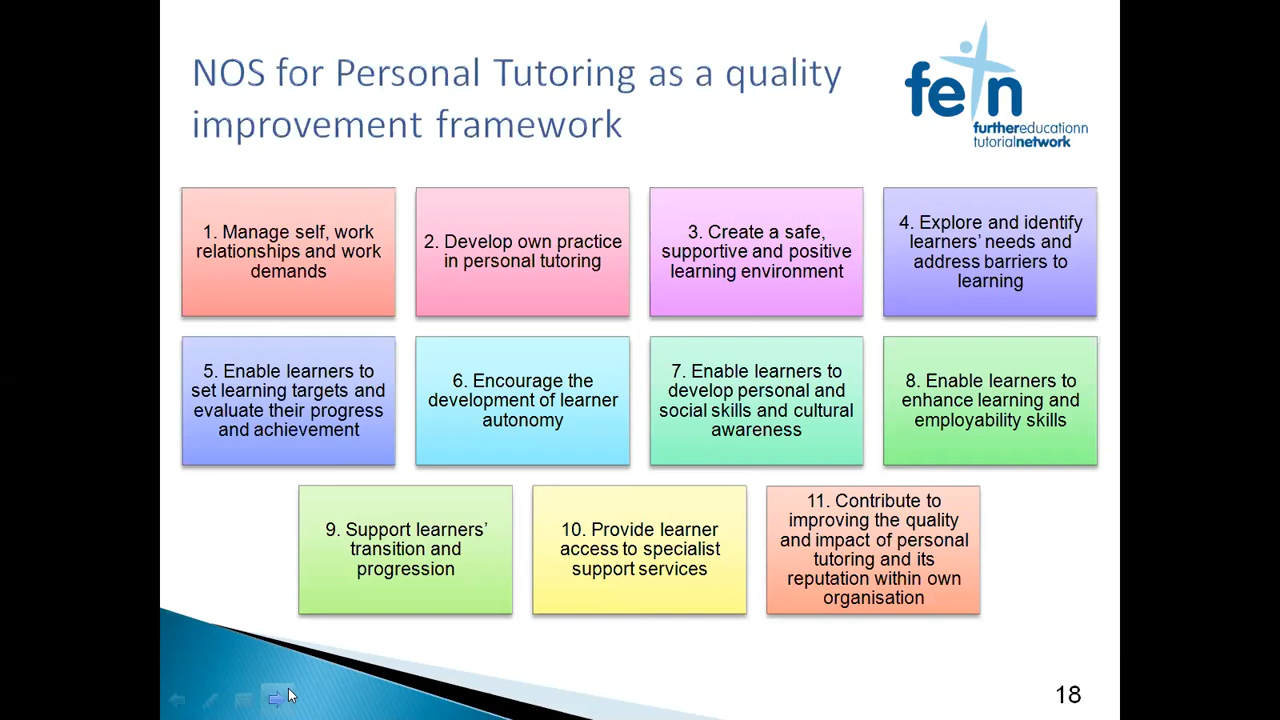 NOS for Personal Tutoring as a quality
improvement framework
fetn
furthereducationn
tutorialnetwork
1. Manage self, work
relationships and work
demands
2. Develop own practice
in personal tutoring
3. Create a safe,
supportive and positive
learning environment
4. Explore and identify
learners’ needs and
address barriers to
learning
5. Enable learners to
set learning targets and
evaluate their progress
and achievement
6. Encourage the
development of learner
autonomy
7. Enable learners to
develop personal and
social skills and cultural
awareness
8. Enable learners to
enhance learning and
employability skills
9. Support learners’
transition and
progression
10. Provide learner
access to specialist
support services
11. Contribute to
improving the quality
and impact of personal
tutoring and its
reputation within own
organisation
18